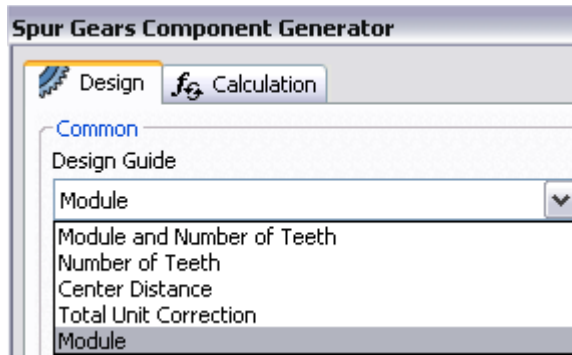 Spur Gears Component Generator
Design
Calculation
Common
Design Guide
Module
Module and Number of Teeth
Number of Teeth
Center Distance
Total Unit Correction
Module